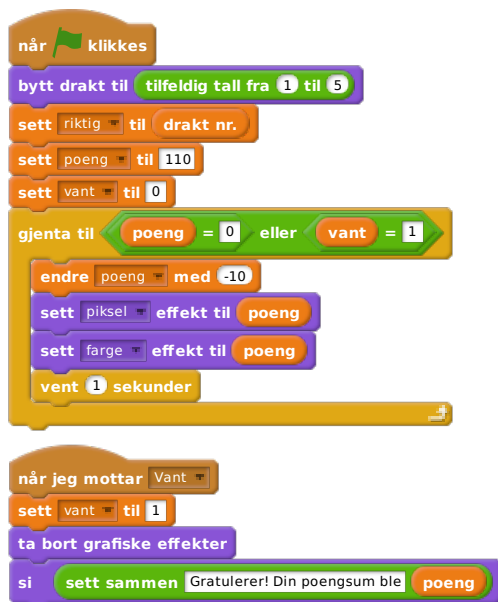 når klikkes
bytt drakt til tilfeldig tall fra 1 til 5
sett riktig til drakt nr.
sett poeng til 110
sett vant til 0
gjenta til poeng = 0 eller vant = 1
endre poeng med -10
sett piksel effekt til poeng
sett farge effekt til poeng
vent 1 sekunder
når jeg mottar Vant
sett vant til 1
ta bort grafiske effekter
si sett sammen Gratulerer! Din poengsum ble poeng